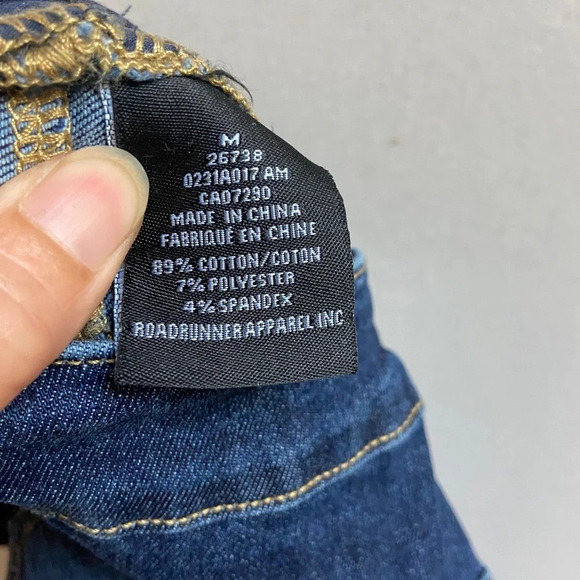 M
26738
0231A017 AM
CA07290
MADE IN CHINA
FABRIQUÉ EN CHINE
89% COTTON/COTON
7% POLYESTER
4% SPANDEX
ROADRUNNER APPAREL INC